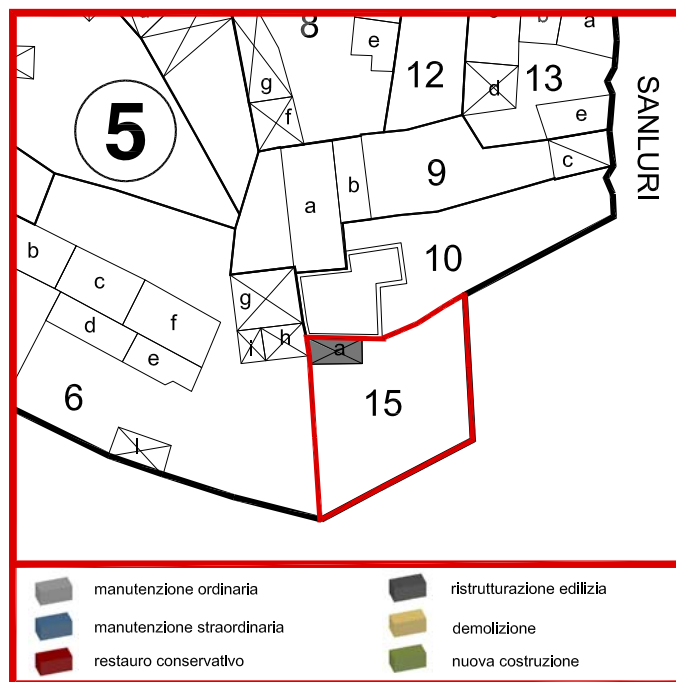 8
b
a
e
12
13
g
d
f
5
e
SANLURI
c
9
b
a
10
b
c
g
f
d
h
i
a
e
6
15
l
manutenzione ordinaria
ristrutturazione edilizia
manutenzione straordinaria
demolizione
restauro conservativo
nuova costruzione